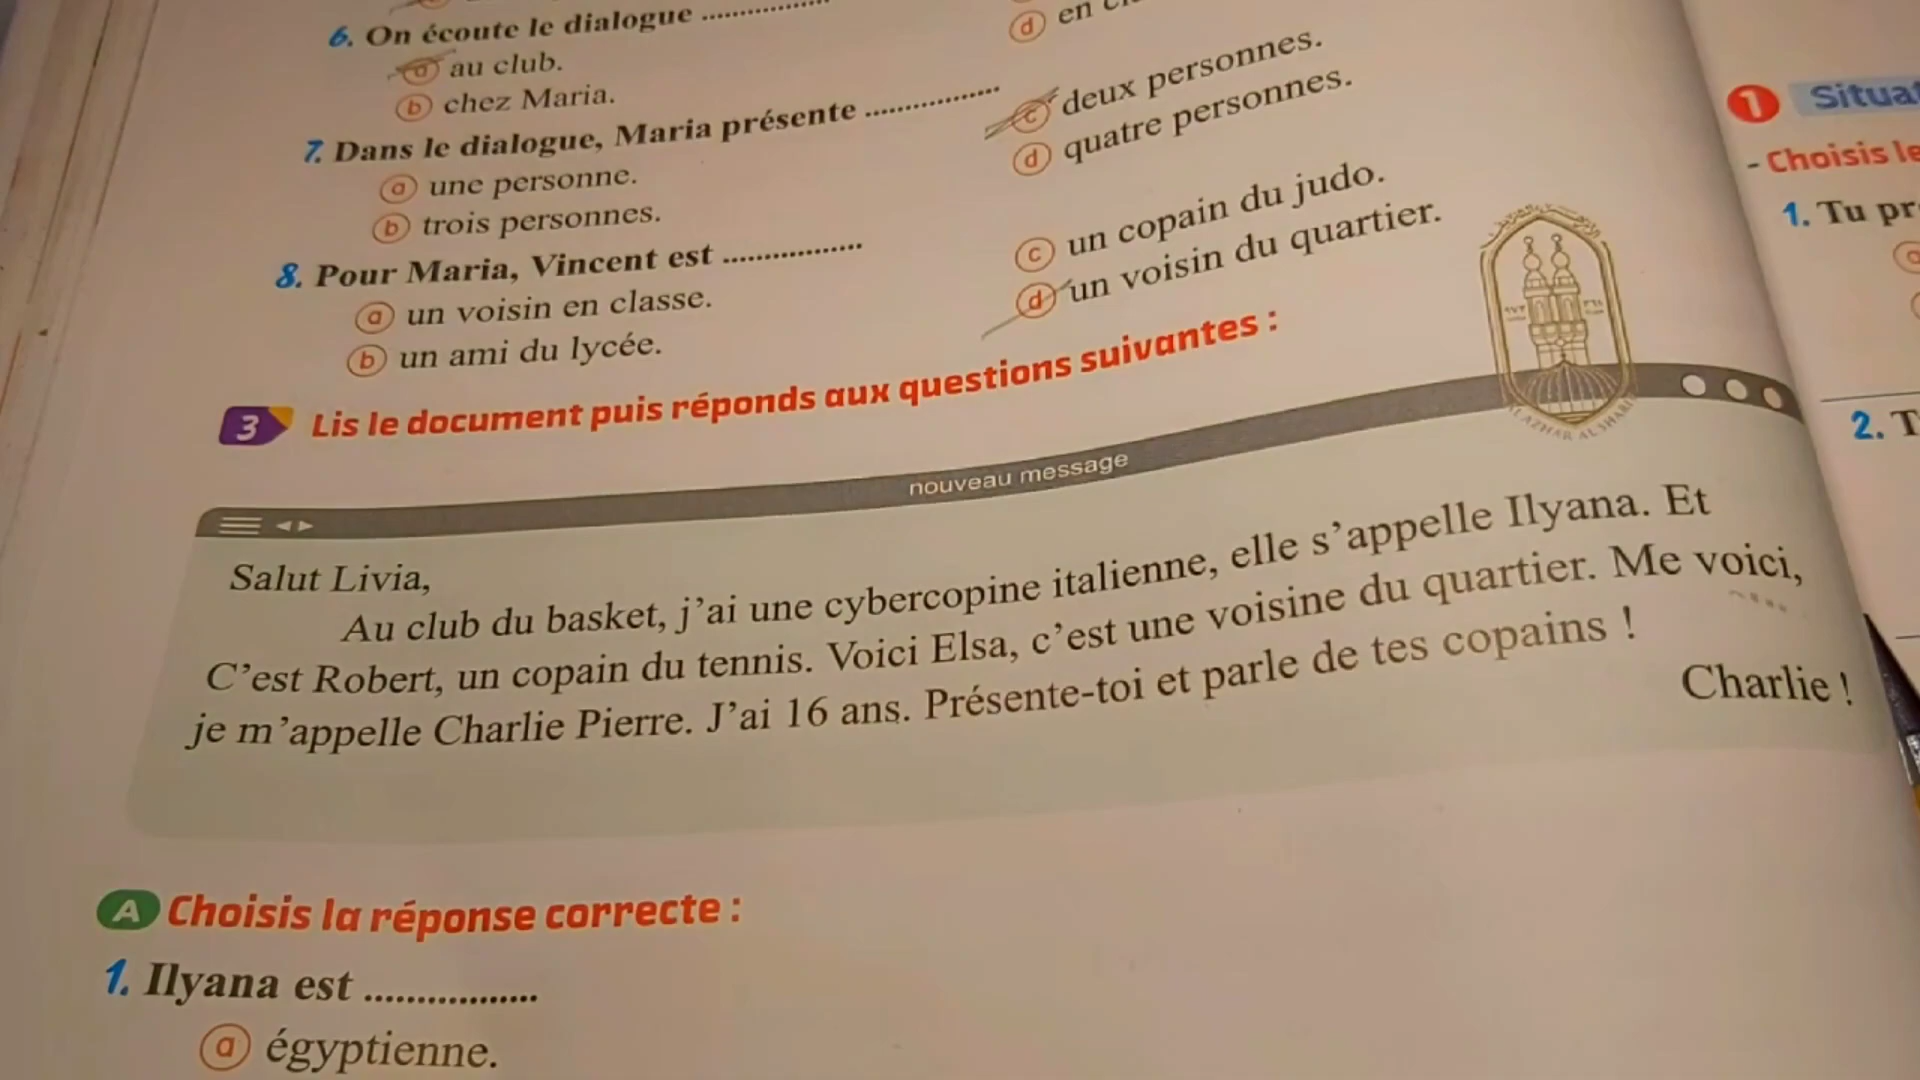 6. On écoute le dialogue ..................
a au club.
b chez Maria.
d en
7. Dans le dialogue, Maria présente ..................
a une personne.
b trois personnes.
c deux personnes.
d quatre personnes.
8. Pour Maria, Vincent est ..................
a un voisin en classe.
b un ami du lycée.
c un copain du judo.
d un voisin du quartier.
3 Lis le document puis réponds aux questions suivantes :
nouveau message
Salut Livia,
Au club du basket, j'ai une cybercopine italienne, elle s'appelle Ilyana. Et
C'est Robert, un copain du tennis. Voici Elsa, c'est une voisine du quartier. Me voici,
je m'appelle Charlie Pierre. J'ai 16 ans. Présente-toi et parle de tes copains !
Charlie !
A Choisis la réponse correcte :
1. Ilyana est ..................
a égyptienne.
1 Situa
- Choisis le
1. Tu pr
2. T